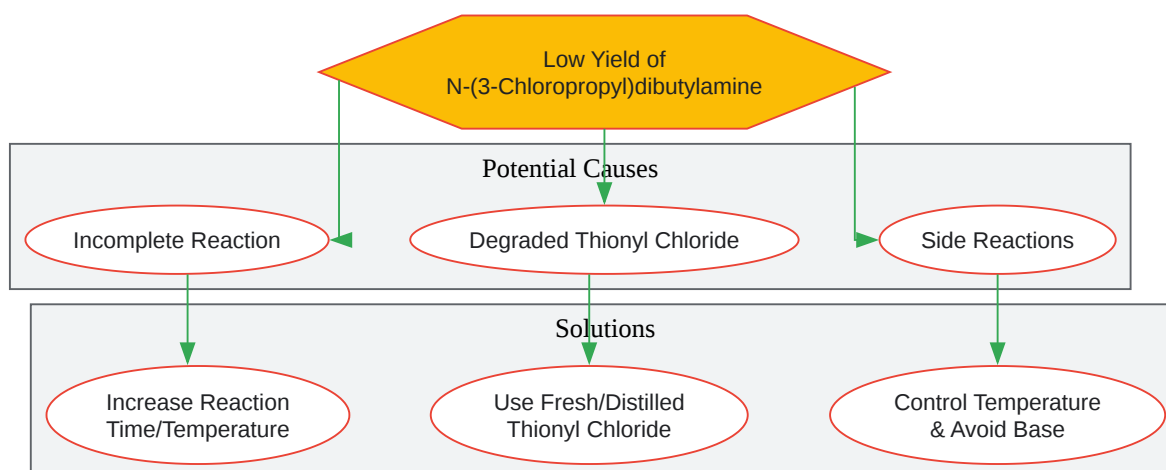 Low Yield of
N-(3-Chloropropyl)dibutylamine
Potential Causes
Incomplete Reaction
Degraded Thionyl Chloride
Side Reactions
Solutions
Increase Reaction
Time/Temperature
Use Fresh/Distilled
Thionyl Chloride
Control Temperature
& Avoid Base